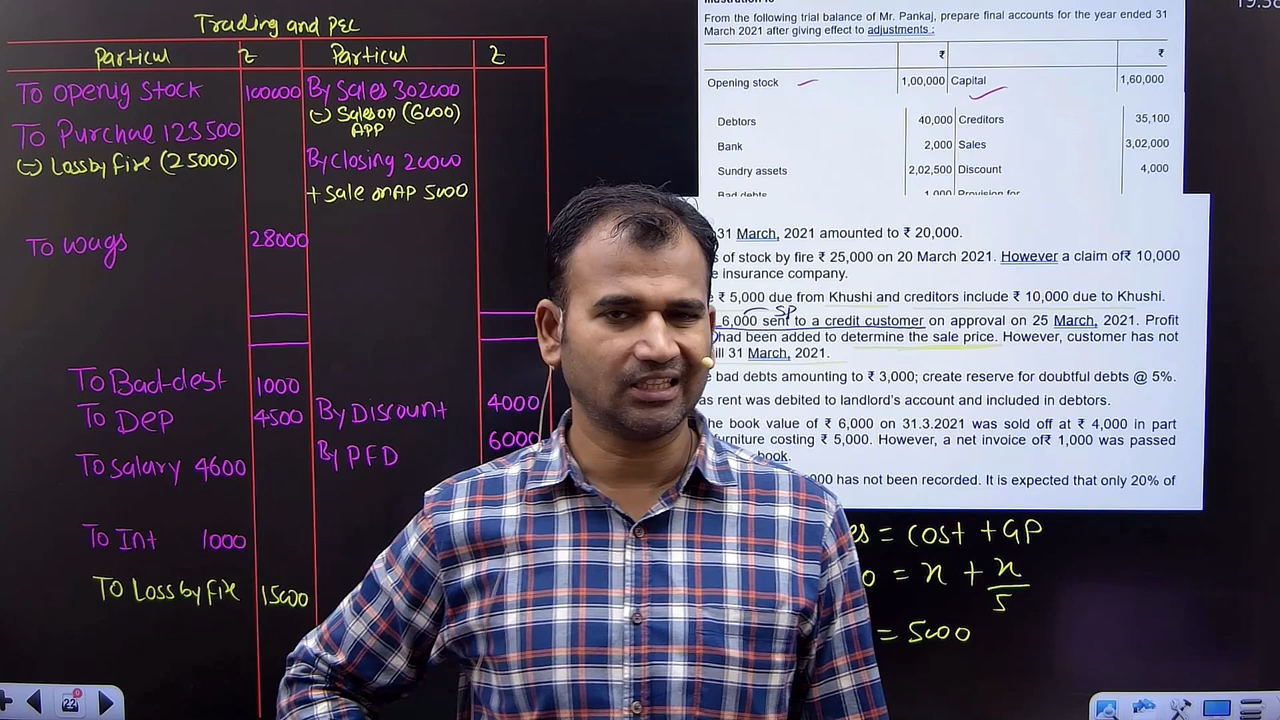 Trading and P&L
Particul ₹ Particul ₹
To openig stock 100000 By Sales 302000
(-) Sales on (6000)
APP
To Purchae 123500
(-) Loss by fire (25000)
By closing 20000
+ Sale on AP 5000
To wags 28000
To Bad-dest 1000
To Dep 4500 By Discount 4000
By PFD 6000
To salary 4600
To Int 1000
To Loss by fire 15000
From the following trial balance of Mr. Pankaj, prepare final accounts for the year ended 31
March 2021 after giving effect to adjustments :
₹ ₹
Opening stock 1,00,000 Capital 1,60,000
Debtors 40,000 Creditors 35,100
Bank 2,000 Sales 3,02,000
Sundry assets 2,02,500 Discount 4,000
Bad debts 1,000 Provision for
31 March, 2021 amounted to ₹ 20,000.
of stock by fire ₹ 25,000 on 20 March 2021. However a claim of₹ 10,000
insurance company.
₹ 5,000 due from Khushi and creditors include ₹ 10,000 due to Khushi.
SP
6,000 sent to a credit customer on approval on 25 March, 2021. Profit
had been added to determine the sale price. However, customer has not
31 March, 2021.
bad debts amounting to ₹ 3,000; create reserve for doubtful debts @ 5%.
rent was debited to landlord's account and included in debtors.
book value of ₹ 6,000 on 31.3.2021 was sold off at ₹ 4,000 in part
costing ₹ 5,000. However, a net invoice of₹ 1,000 was passed
book.
has not been recorded. It is expected that only 20% of
= cost + GP
= x + x/5
= 5000
23